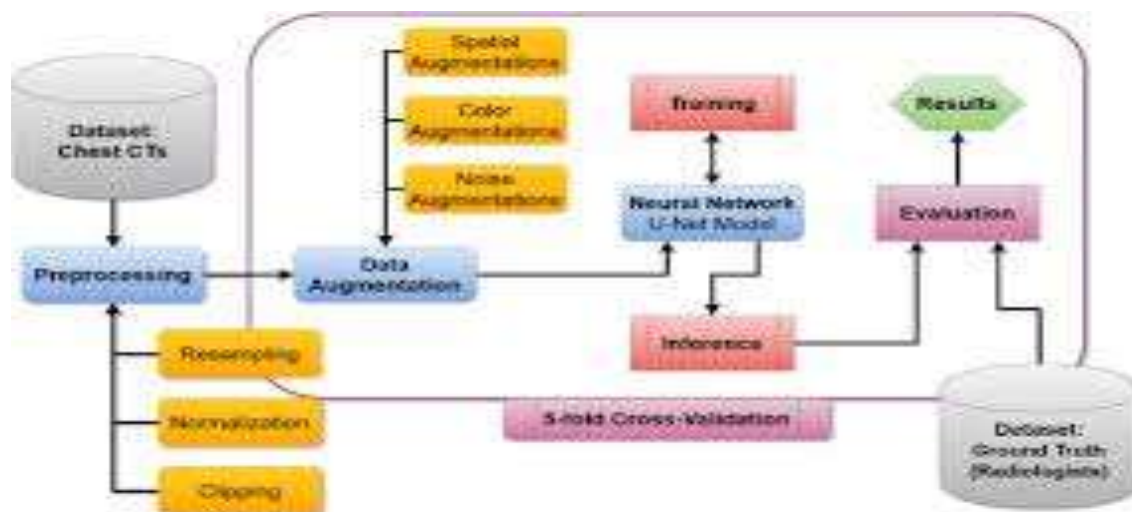 Dataset:
Chest CTs
Preprocessing
Resampling
Normalization
Clipping
Spatial
Augmentations
Color
Augmentations
Noise
Augmentations
Data
Augmentation
Training
Neural Network
U-Net Model
Inference
Results
Evaluation
5-fold Cross-Validation
Dataset:
Ground Truth
(Radiologists)